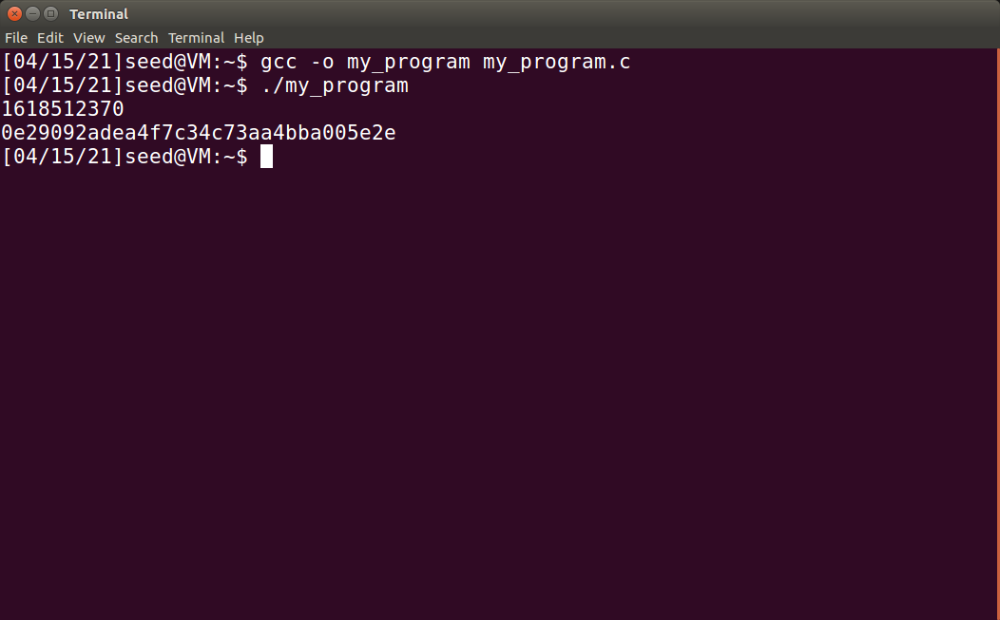 Terminal
File Edit View Search Terminal Help
[04/15/21]seed@VM:~$ gcc -o my_program my_program.c
[04/15/21]seed@VM:~$ ./my_program
1618512370
0e29092adea4f7c34c73aa4bba005e2e
[04/15/21]seed@VM:~$